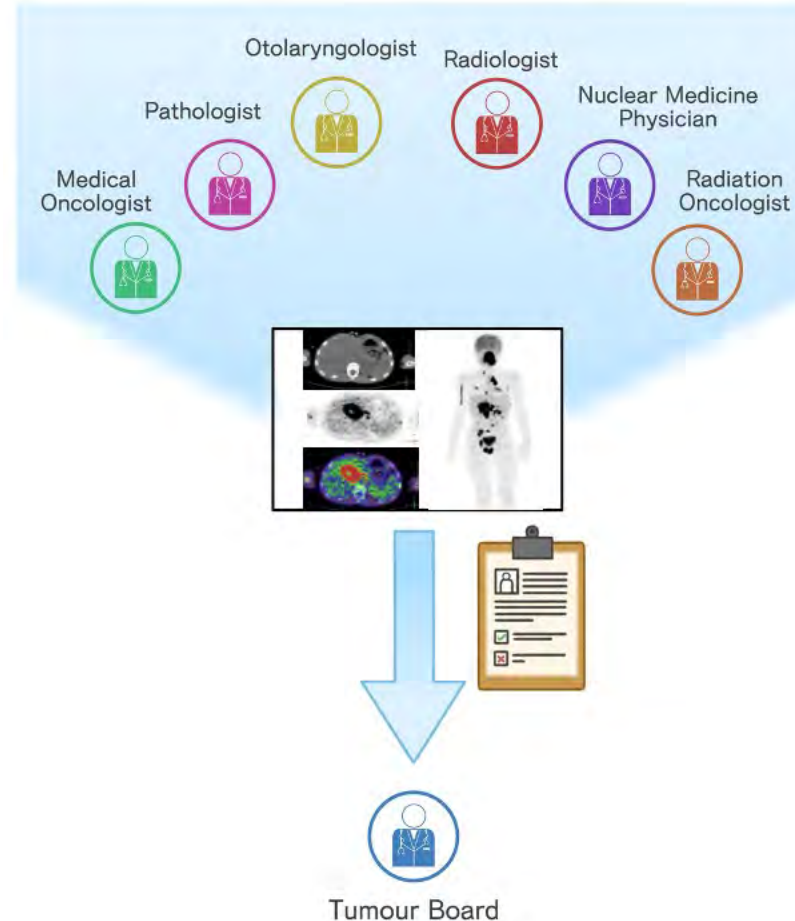 Otolaryngologist
Radiologist
Pathologist
Nuclear Medicine
Physician
Medical
Oncologist
Radiation
Oncologist
Tumour Board